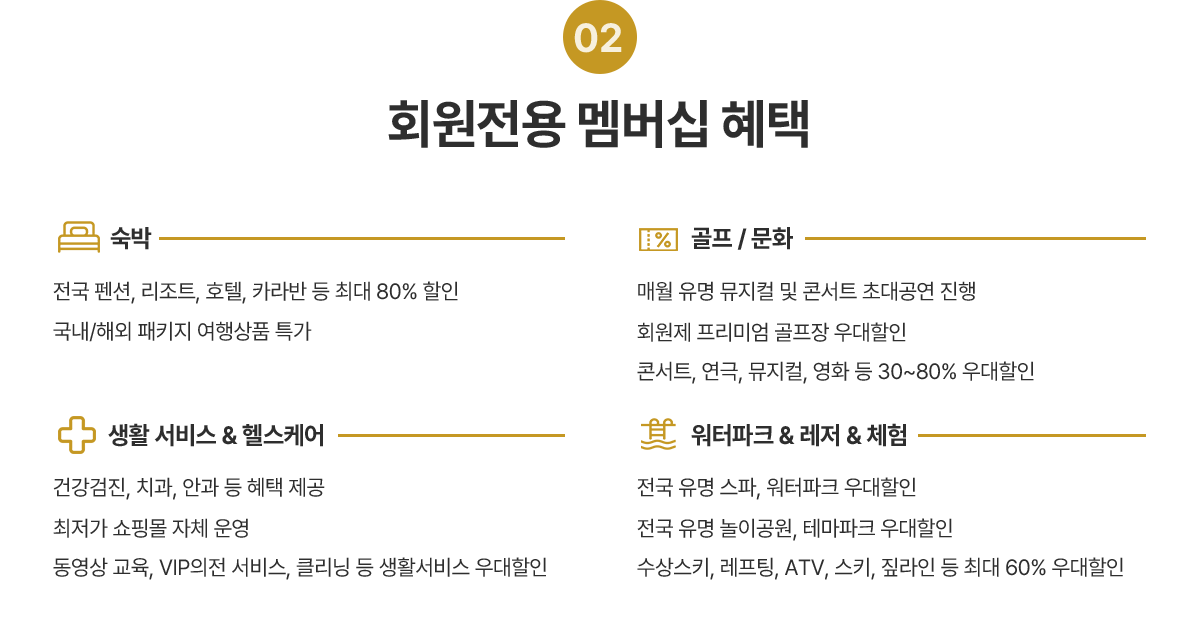 02
회원전용 멤버십 혜택
숙박
전국 펜션, 리조트, 호텔, 카라반 등 최대 80% 할인
국내/해외 패키지 여행상품 특가
골프 / 문화
매월 유명 뮤지컬 및 콘서트 초대공연 진행
회원제 프리미엄 골프장 우대할인
콘서트, 연극, 뮤지컬, 영화 등 30~80% 우대할인
생활 서비스 & 헬스케어
건강검진, 치과, 안과 등 혜택 제공
최저가 쇼핑몰 자체 운영
동영상 교육, VIP의전 서비스, 클리닝 등 생활서비스 우대할인
워터파크 & 레저 & 체험
전국 유명 스파, 워터파크 우대할인
전국 유명 놀이공원, 테마파크 우대할인
수상스키, 레프팅, ATV, 스키, 짚라인 등 최대 60% 우대할인